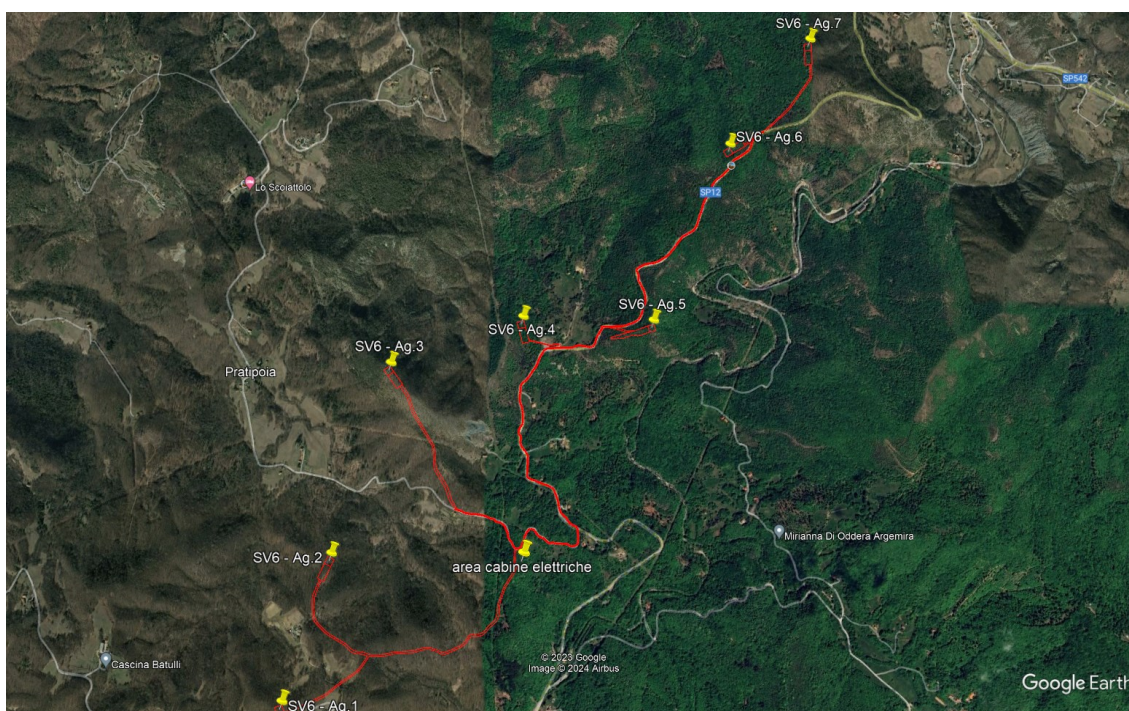 SV6 - Ag.7
SP542
SV6 - Ag.6
Lo Scoiattolo
SP12
SV6 - Ag.5
SV6 - Ag.4
SV6 - Ag.3
Pratipoia
Mirianna Di Oddera Argemira
SV6 - Ag.2
area cabine elettriche
Cascina Batulli
© 2023 Google
Image © 2024 Airbus
Google Earth
SV6 - Ag.1